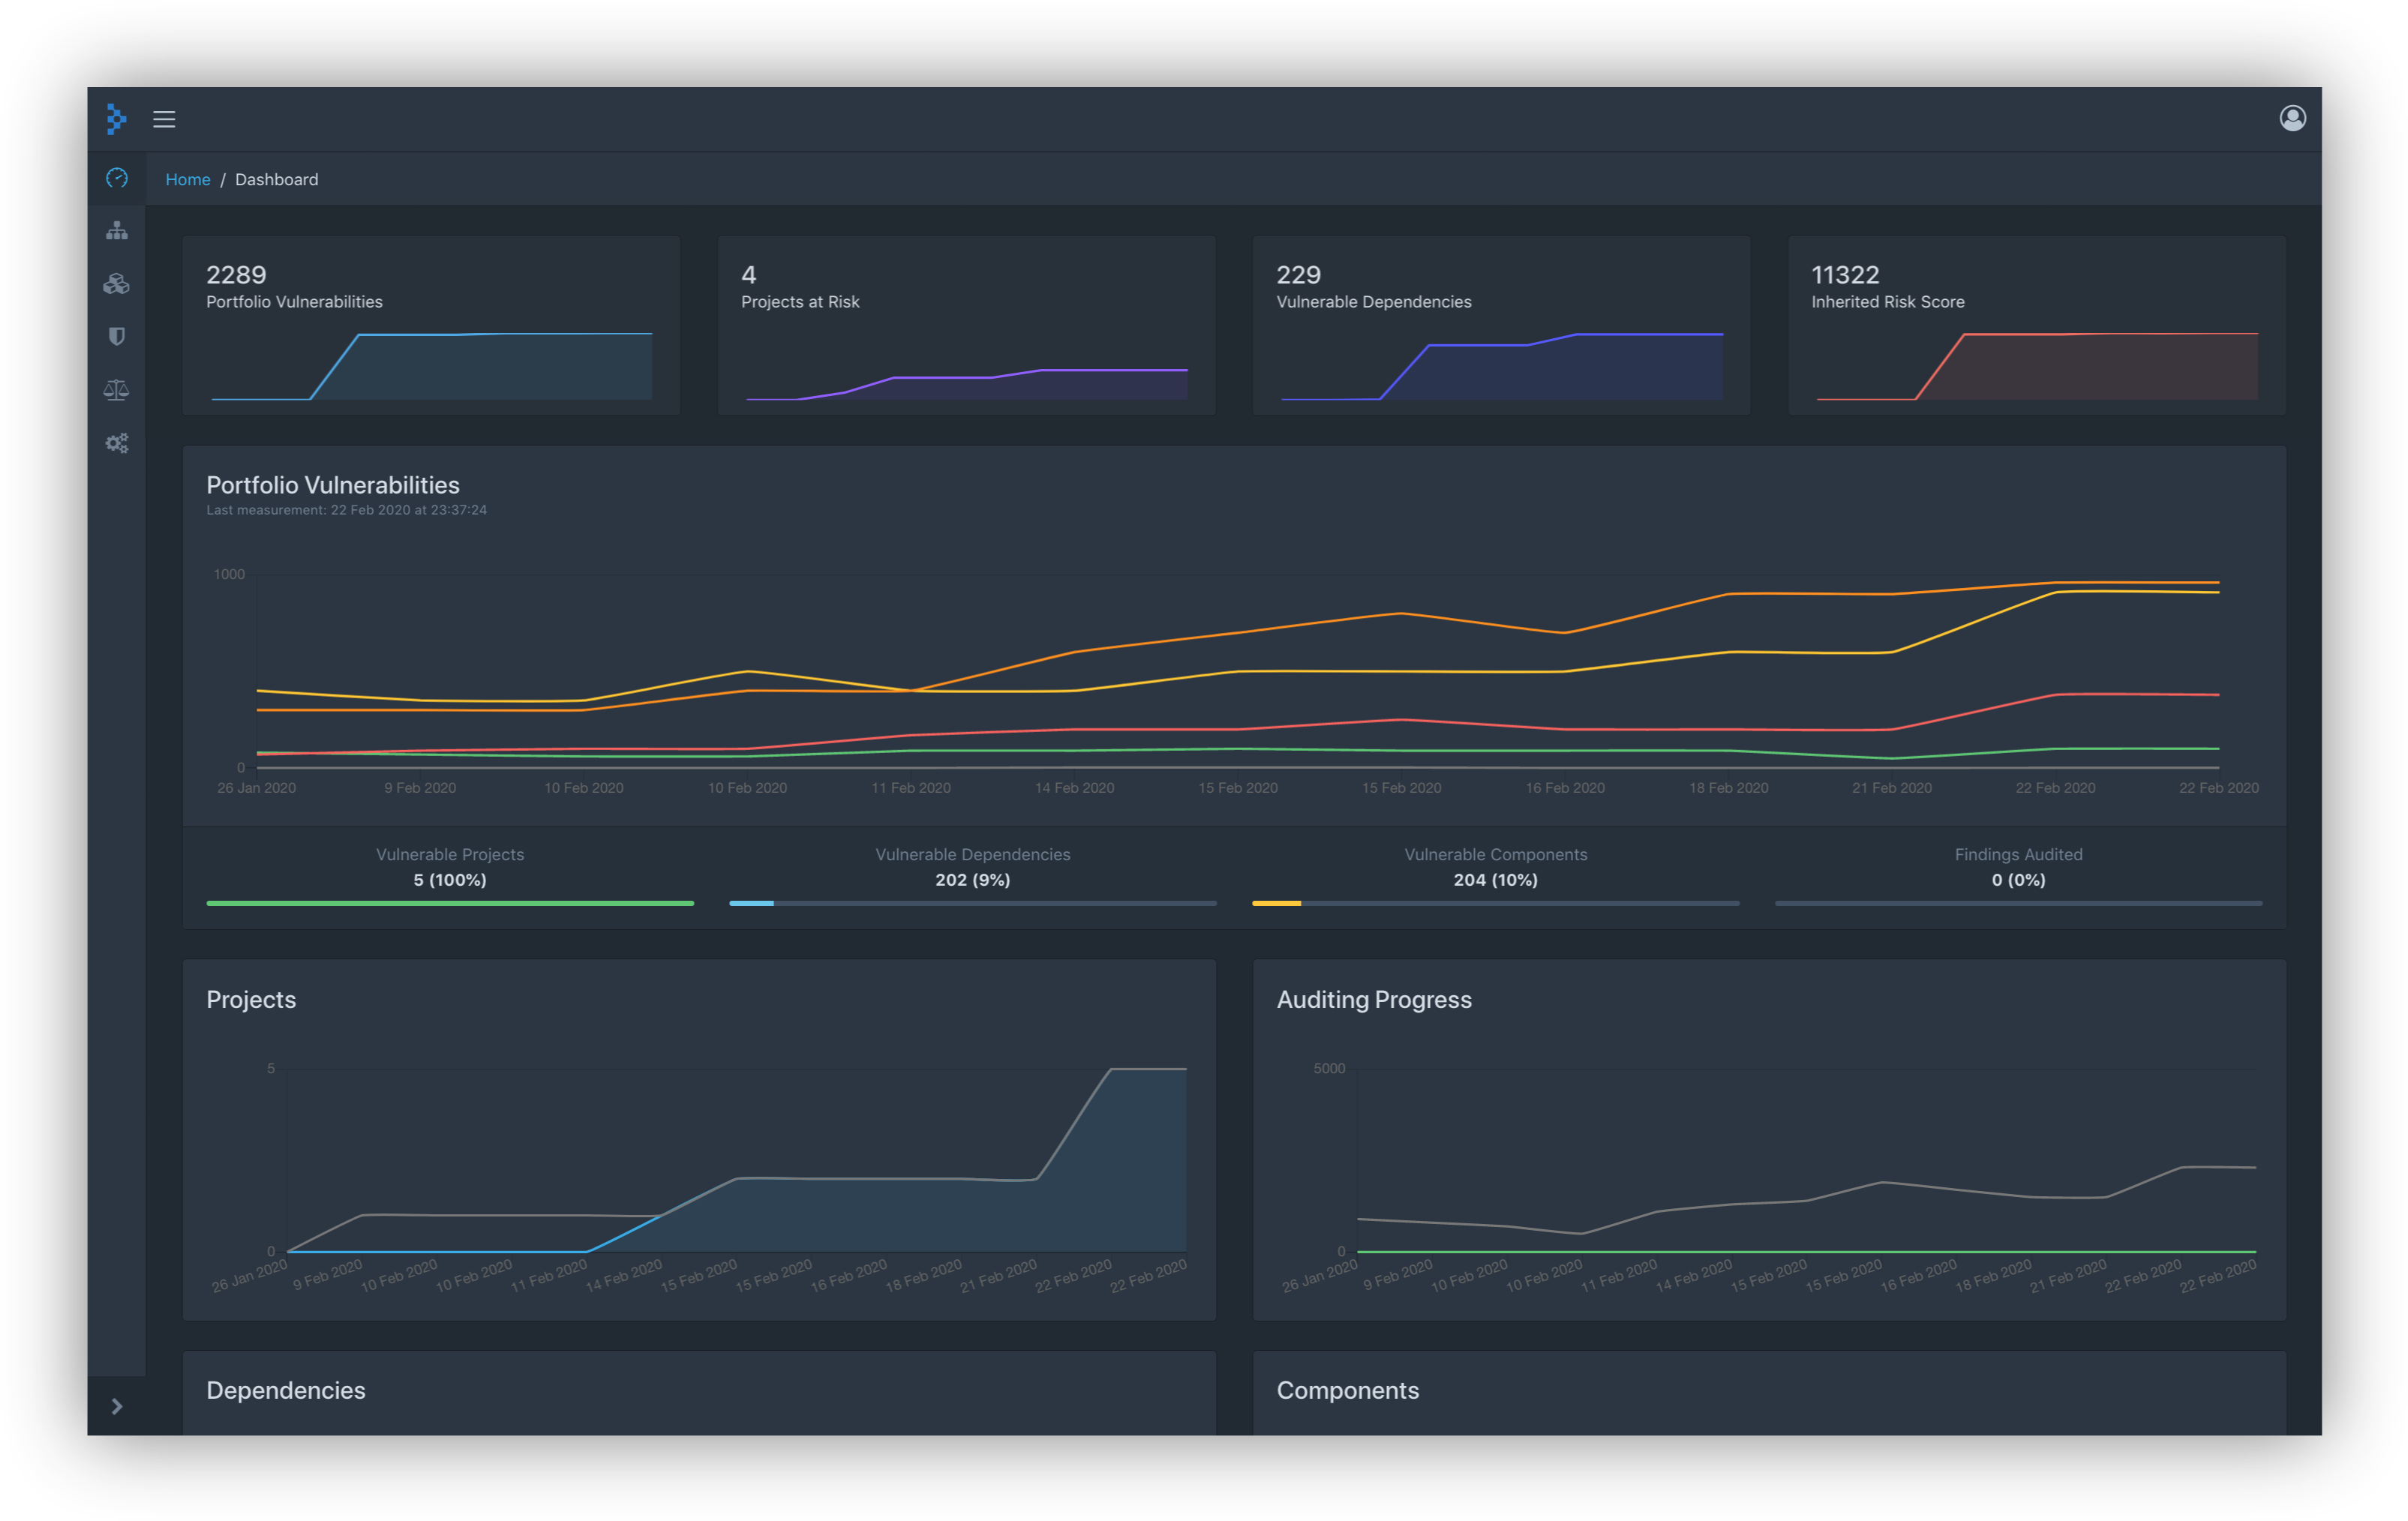 Home / Dashboard
2289
Portfolio Vulnerabilities
4
Projects at Risk
229
Vulnerable Dependencies
11322
Inherited Risk Score
Portfolio Vulnerabilities
Last measurement: 22 Feb 2020 at 23:37:24
1000
0
26 Jan 2020 9 Feb 2020 10 Feb 2020 10 Feb 2020 11 Feb 2020 14 Feb 2020 15 Feb 2020 15 Feb 2020 16 Feb 2020 18 Feb 2020 21 Feb 2020 22 Feb 2020 22 Feb 2020
Vulnerable Projects
5 (100%)
Vulnerable Dependencies
202 (9%)
Vulnerable Components
204 (10%)
Findings Audited
0 (0%)
Projects
5
0
26 Jan 2020 9 Feb 2020 10 Feb 2020 10 Feb 2020 11 Feb 2020 14 Feb 2020 15 Feb 2020 15 Feb 2020 16 Feb 2020 18 Feb 2020 21 Feb 2020 22 Feb 2020 22 Feb 2020
Auditing Progress
5000
0
26 Jan 2020 9 Feb 2020 10 Feb 2020 10 Feb 2020 11 Feb 2020 14 Feb 2020 15 Feb 2020 15 Feb 2020 16 Feb 2020 18 Feb 2020 21 Feb 2020 22 Feb 2020 22 Feb 2020
Dependencies
Components